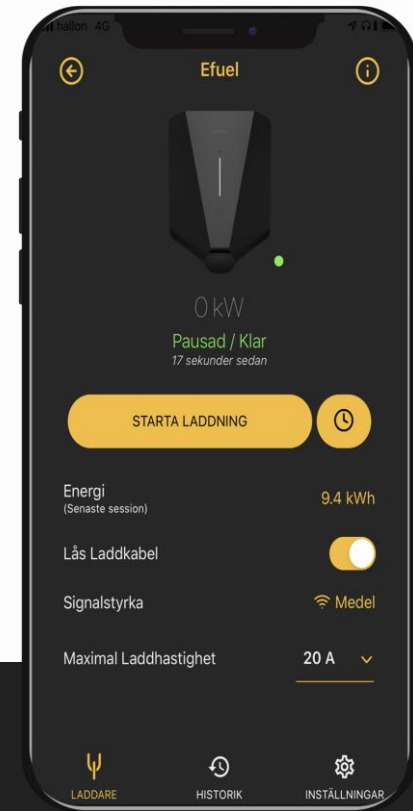 hallon 4G
Efuel
0 kW
Pausad / Klar
17 sekunder sedan
STARTA LADDNING
Energi
(Senaste session)
9.4 kWh
Lås Laddkabel
Signalstyrka
Medel
Maximal Laddhastighet
20 A
LADDARE
HISTORIK
INSTÄLLNINGAR